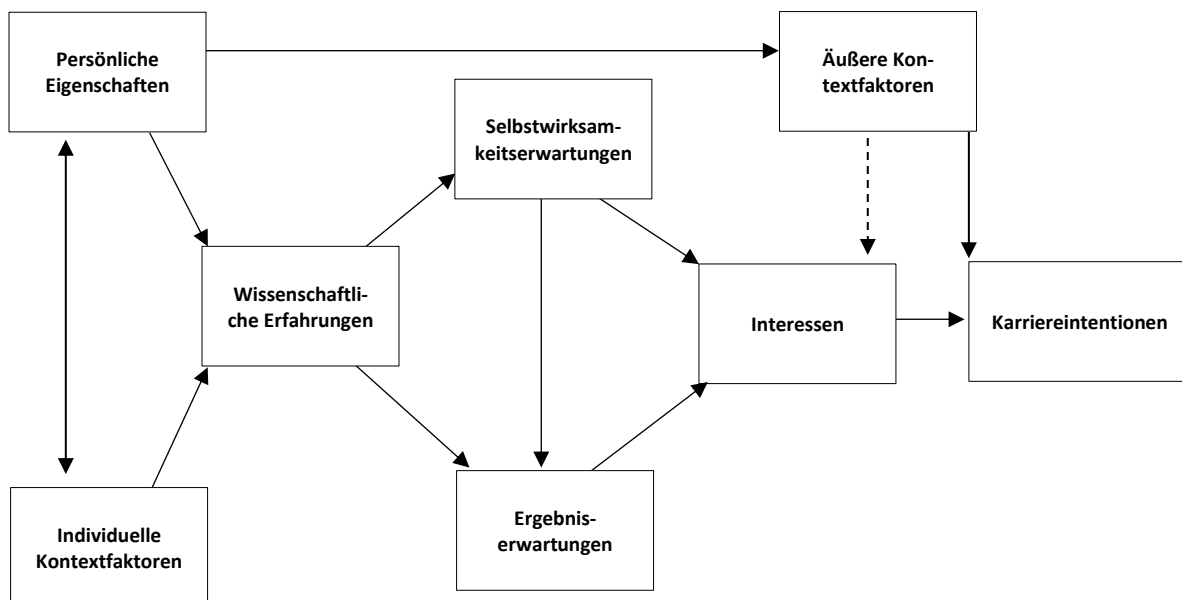 Persönliche
Eigenschaften
Äußere Kon-
textfaktoren
Selbstwirksam-
keitserwartungen
Wissenschaftli-
che Erfahrungen
Interessen
Karriereintentionen
Ergebnis-
erwartungen
Individuelle
Kontextfaktoren